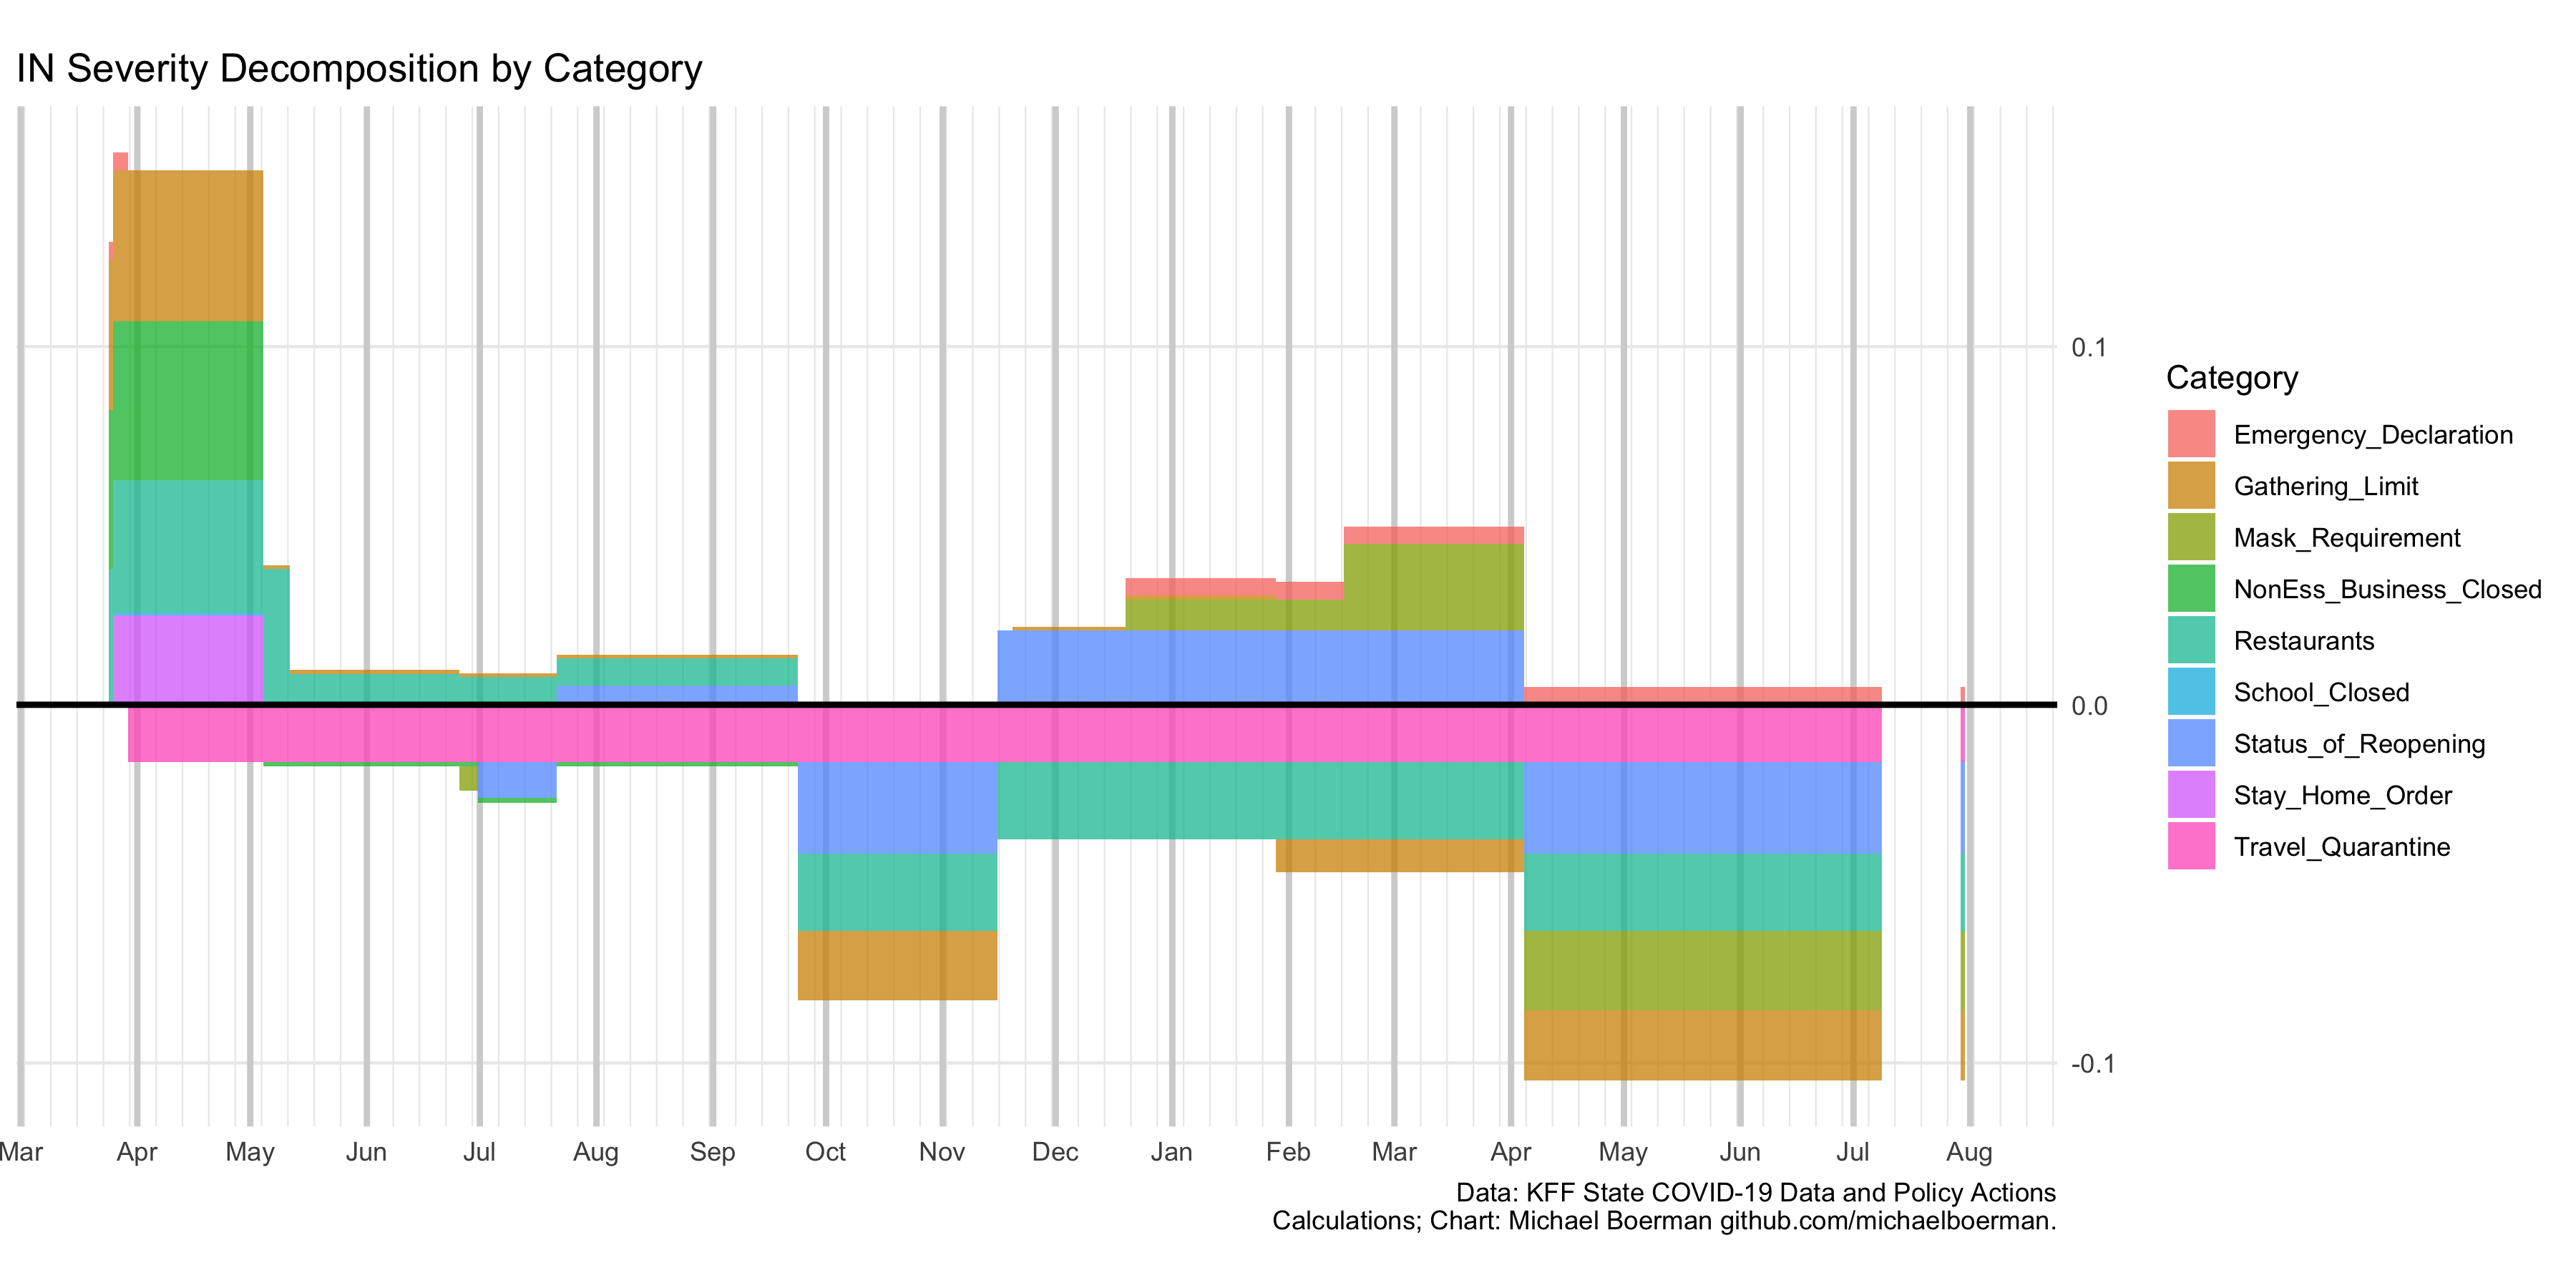 IN Severity Decomposition by Category
0.1
0.0
-0.1
Mar Apr May Jun Jul Aug Sep Oct Nov Dec Jan Feb Mar Apr May Jun Jul Aug
Category
Emergency_Declaration
Gathering_Limit
Mask_Requirement
NonEss_Business_Closed
Restaurants
School_Closed
Status_of_Reopening
Stay_Home_Order
Travel_Quarantine
Data: KFF State COVID-19 Data and Policy Actions
Calculations; Chart: Michael Boerman github.com/michaelboerman.